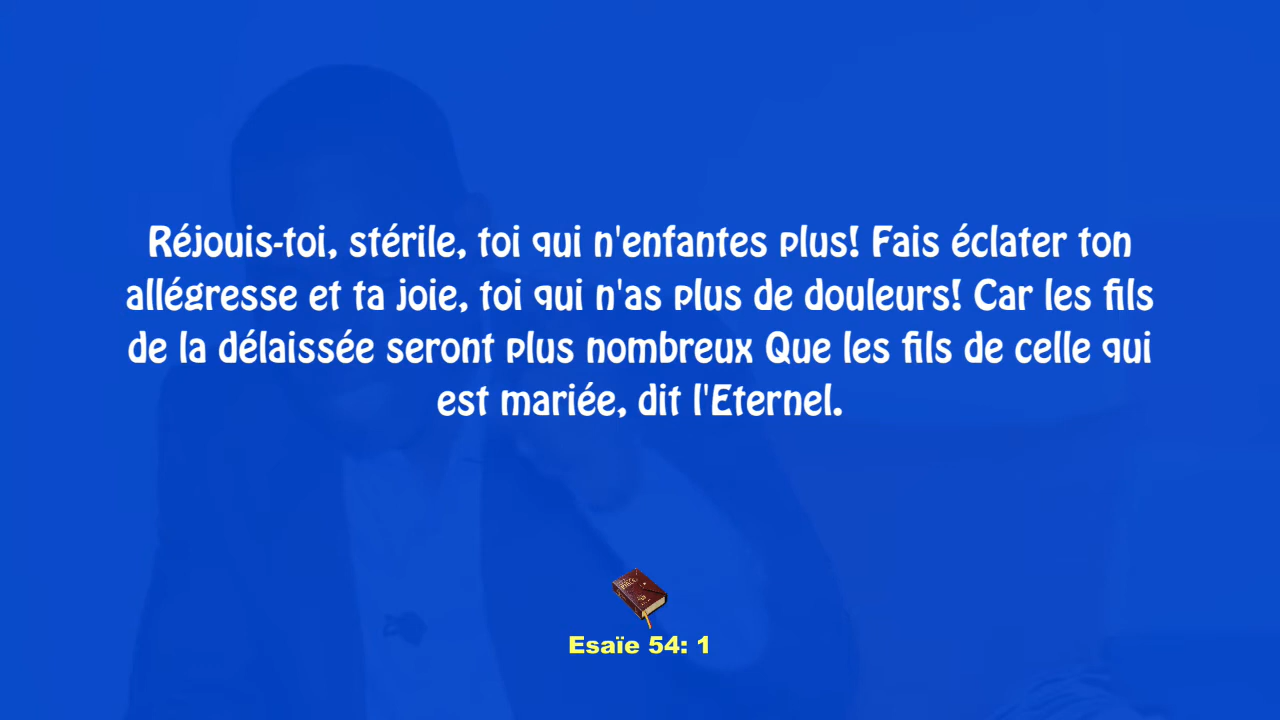 Réjouis-toi, stérile, toi qui n'enfantes plus! Fais éclater ton
allégresse et ta joie, toi qui n'as plus de douleurs! Car les fils
de la délaissée seront plus nombreux Que les fils de celle qui
est mariée, dit l'Eternel.
Esaïe 54: 1